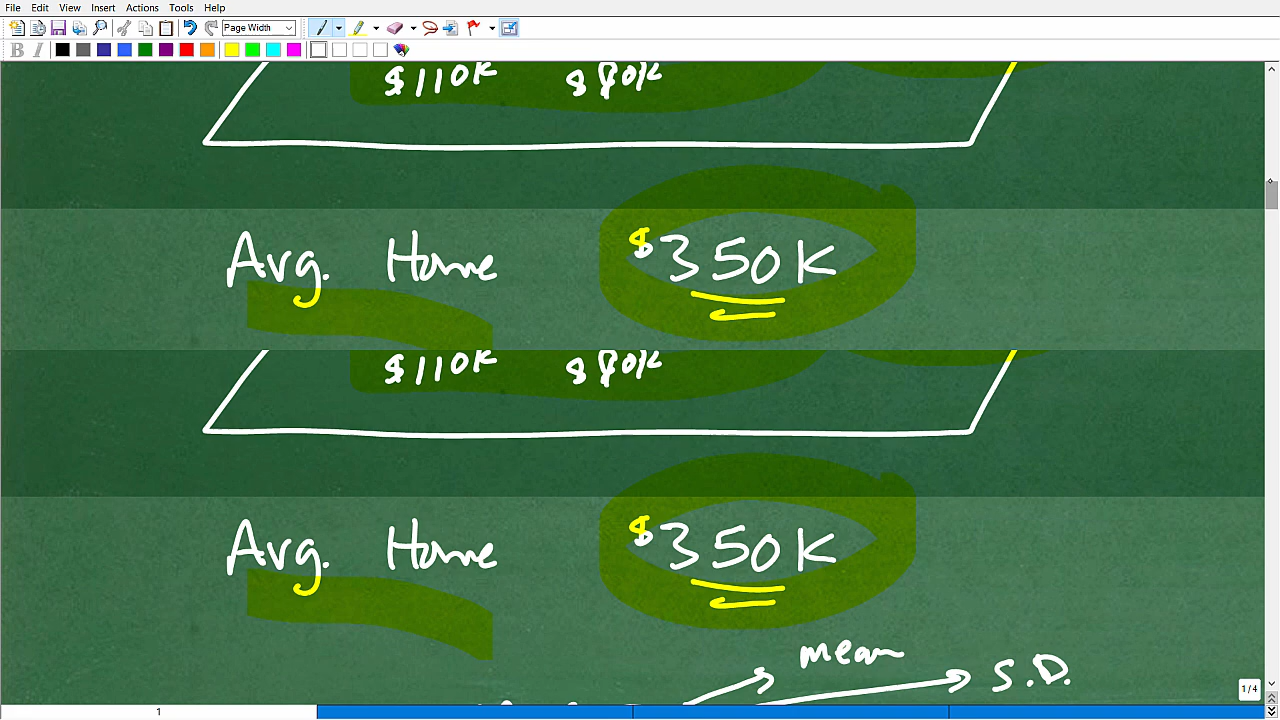 File Edit View Insert Actions Tools Help
Page Width
B I
$110K $80K
Avg. Home $350K
$110K $80K
Avg. Home $350K
mean
S.D.
1/4
1